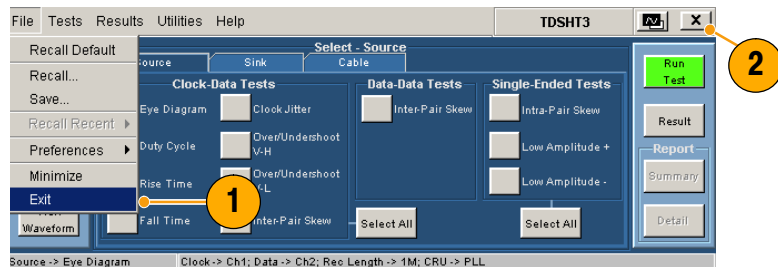 File Tests Results Utilities Help TDSHT3
Recall Default
Recall...
Save...
Recall Recent
Preferences
Minimize
Exit
Waveform
Select - Source
Source Sink Cable
Clock-Data Tests
Eye Diagram Clock Jitter
Duty Cycle Over/Undershoot V-H
Rise Time Over/Undershoot V-L
Fall Time Inter-Pair Skew
Data-Data Tests
Inter-Pair Skew
Select All
Single-Ended Tests
Intra-Pair Skew
Low Amplitude +
Low Amplitude -
Select All
Run
Test
Result
Report
Summary
Detail
1
2
Source -> Eye Diagram Clock -> Ch1; Data -> Ch2; Rec Length -> 1M; CRU -> PLL